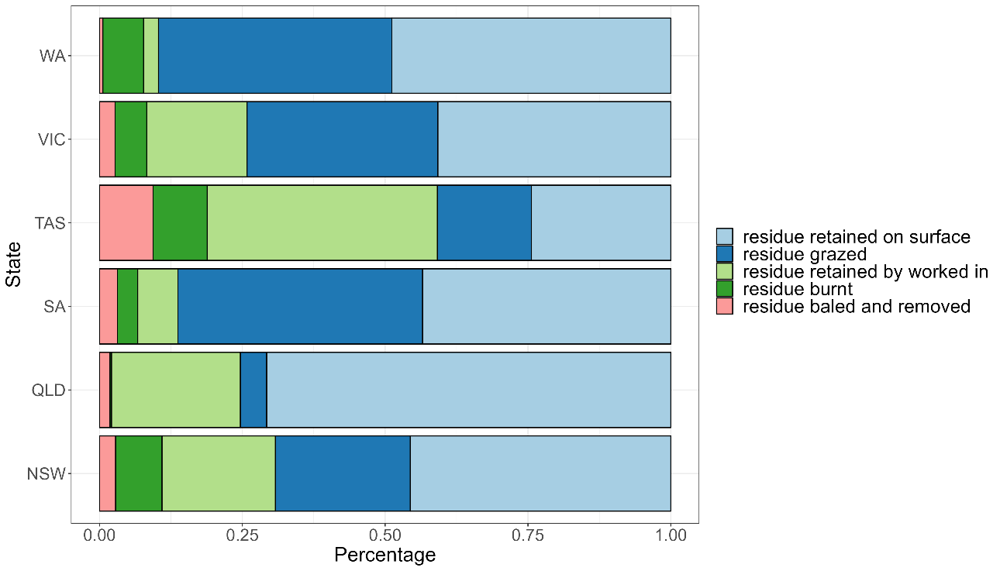 WA
VIC
TAS
SA
QLD
NSW
State
0.00 0.25 0.50 0.75 1.00
Percentage
residue retained on surface
residue grazed
residue retained by worked in
residue burnt
residue baled and removed